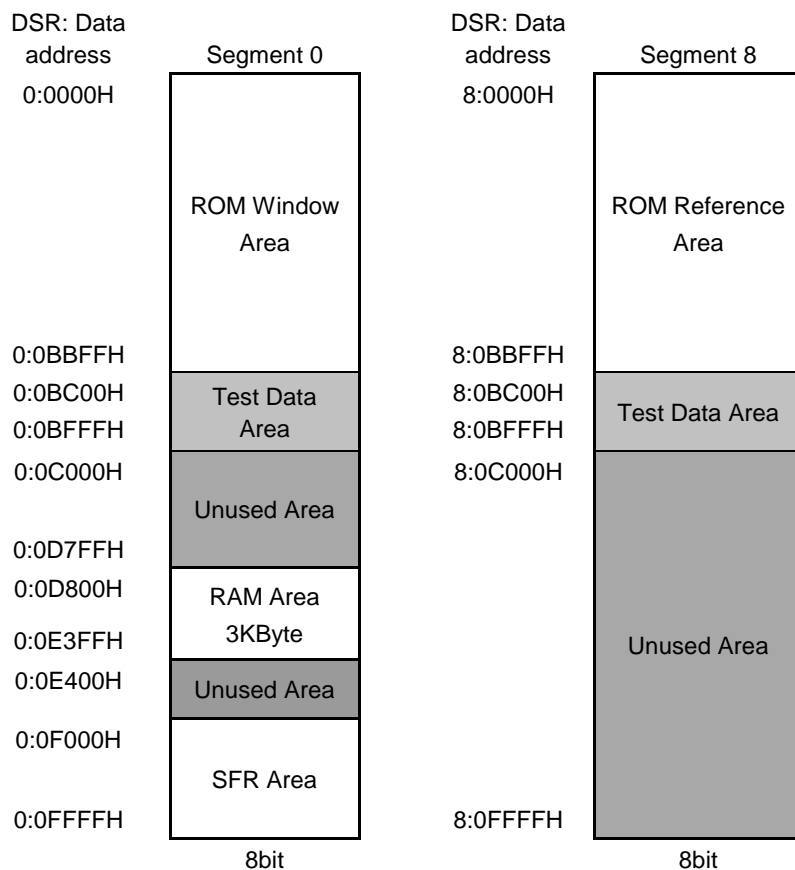 DSR: Data
address
Segment 0
0:0000H
ROM Window
Area
0:0BBFFH
0:0BC00H
0:0BFFFH
Test Data
Area
0:0C000H
Unused Area
0:0D7FFH
0:0D800H
RAM Area
3KByte
0:0E3FFH
0:0E400H
Unused Area
0:0F000H
SFR Area
0:0FFFFH
8bit
DSR: Data
address
Segment 8
8:0000H
ROM Reference
Area
8:0BBFFH
8:0BC00H
8:0BFFFH
Test Data Area
8:0C000H
Unused Area
8:0FFFFH
8bit